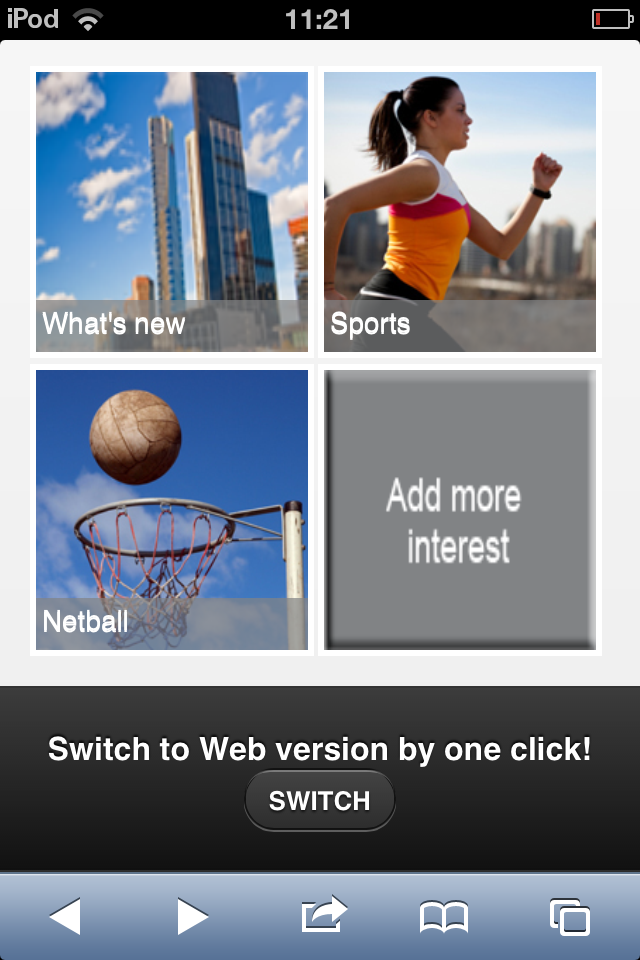 iPod 11:21
What's new
Sports
Netball
Add more
interest
Switch to Web version by one click!
SWITCH